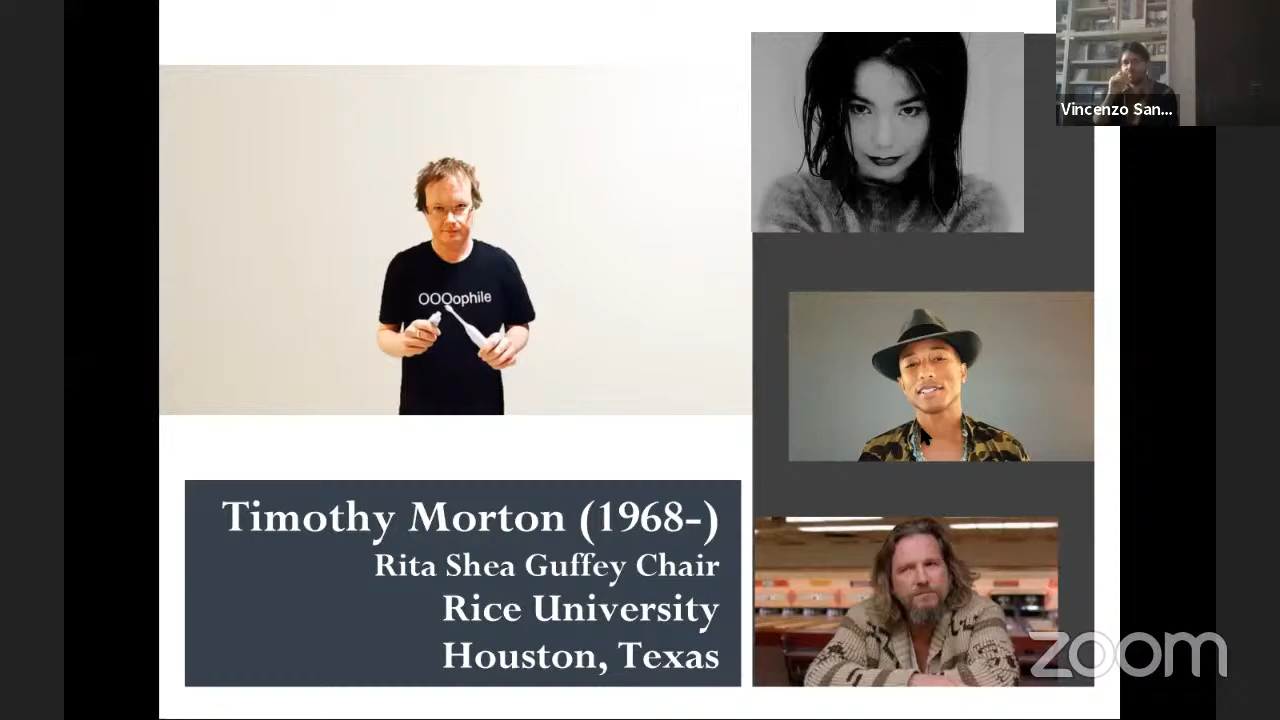 Vincenzo San...
OOOophile
Timothy Morton (1968-)
Rita Shea Guffey Chair
Rice University
Houston, Texas
zoom